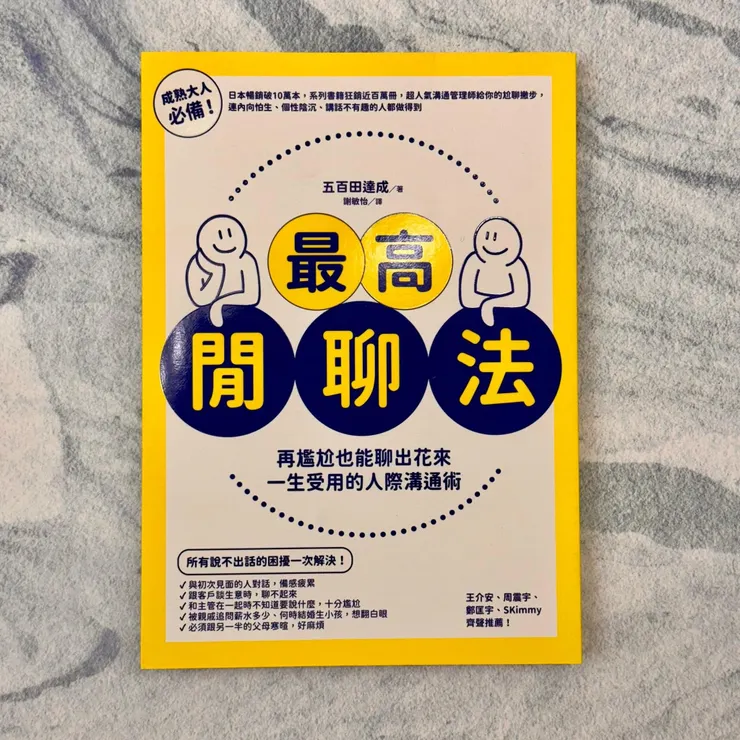 成熟大人
必備！
日本暢銷破10萬本，系列書籍狂銷近百萬冊，超人氣溝通管理師給你的尬聊撇步，
連內向怕生、個性陰沉、講話不有趣的人都做得到
五百田達成／著
謝敏怡／譯
最高
閒聊法
再尷尬也能聊出花來
一生受用的人際溝通術
所有說不出話的困擾一次解決！
✓與初次見面的人對話，備感疲累
✓跟客戶談生意時，聊不起來
✓和主管在一起時不知道要說什麼，十分尷尬
✓被親戚追問薪水多少、何時結婚生小孩，想翻白眼
✓必須跟另一半的父母寒暄，好麻煩
王介安、周震宇、
鄭匡宇、SKimmy
齊聲推薦！